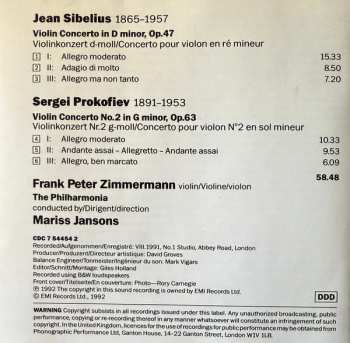 Jean Sibelius 1865–1957
Violin Concerto in D minor, Op.47
Violinkonzert d-moll/Concerto pour violon en ré mineur
1 I: Allegro moderato 15.33
2 II: Adagio di molto 8.50
3 III: Allegro ma non tanto 7.20
Sergei Prokofiev 1891–1953
Violin Concerto No.2 in G minor, Op.63
Violinkonzert Nr.2 g-moll/Concerto pour violon N°2 en sol mineur
4 I: Allegro moderato 10.33
5 II: Andante assai – Allegretto – Andante assai 9.53
6 III: Allegro, ben marcato 6.09
58.48
Frank Peter Zimmermann violin/Violine/violon
The Philharmonia
conducted by/Dirigent/direction
Mariss Jansons
CDC 7 54454 2
Recorded/Aufgenommen/Enregistré: VIII.1991, No.1 Studio, Abbey Road, London
Producer/Produzent/Directeur artistique: David Groves
Balance Engineer/Tonmeister/Ingénieur du son: Mark Vigars
Editor/Schnitt/Montage: Giles Holland
Recorded using B&W loudspeakers
Front cover/Titelseite/En couverture: Photo—Rory Carnegie
℗ 1992 The copyright in this sound recording is owned by EMI Records Ltd.
© EMI Records Ltd., 1992
DDD
WARNING Copyright subsists in all recordings issued under this label. Any unauthorized broadcasting, public
performance, copying or re-recording thereof in any manner whatsoever will constitute an infringement of such
copyright. In the United Kingdom, licences for the use of recordings for public performance may be obtained from
Phonographic Performance Ltd, Ganton House, 14-22 Ganton Street, London W1V 1LB.